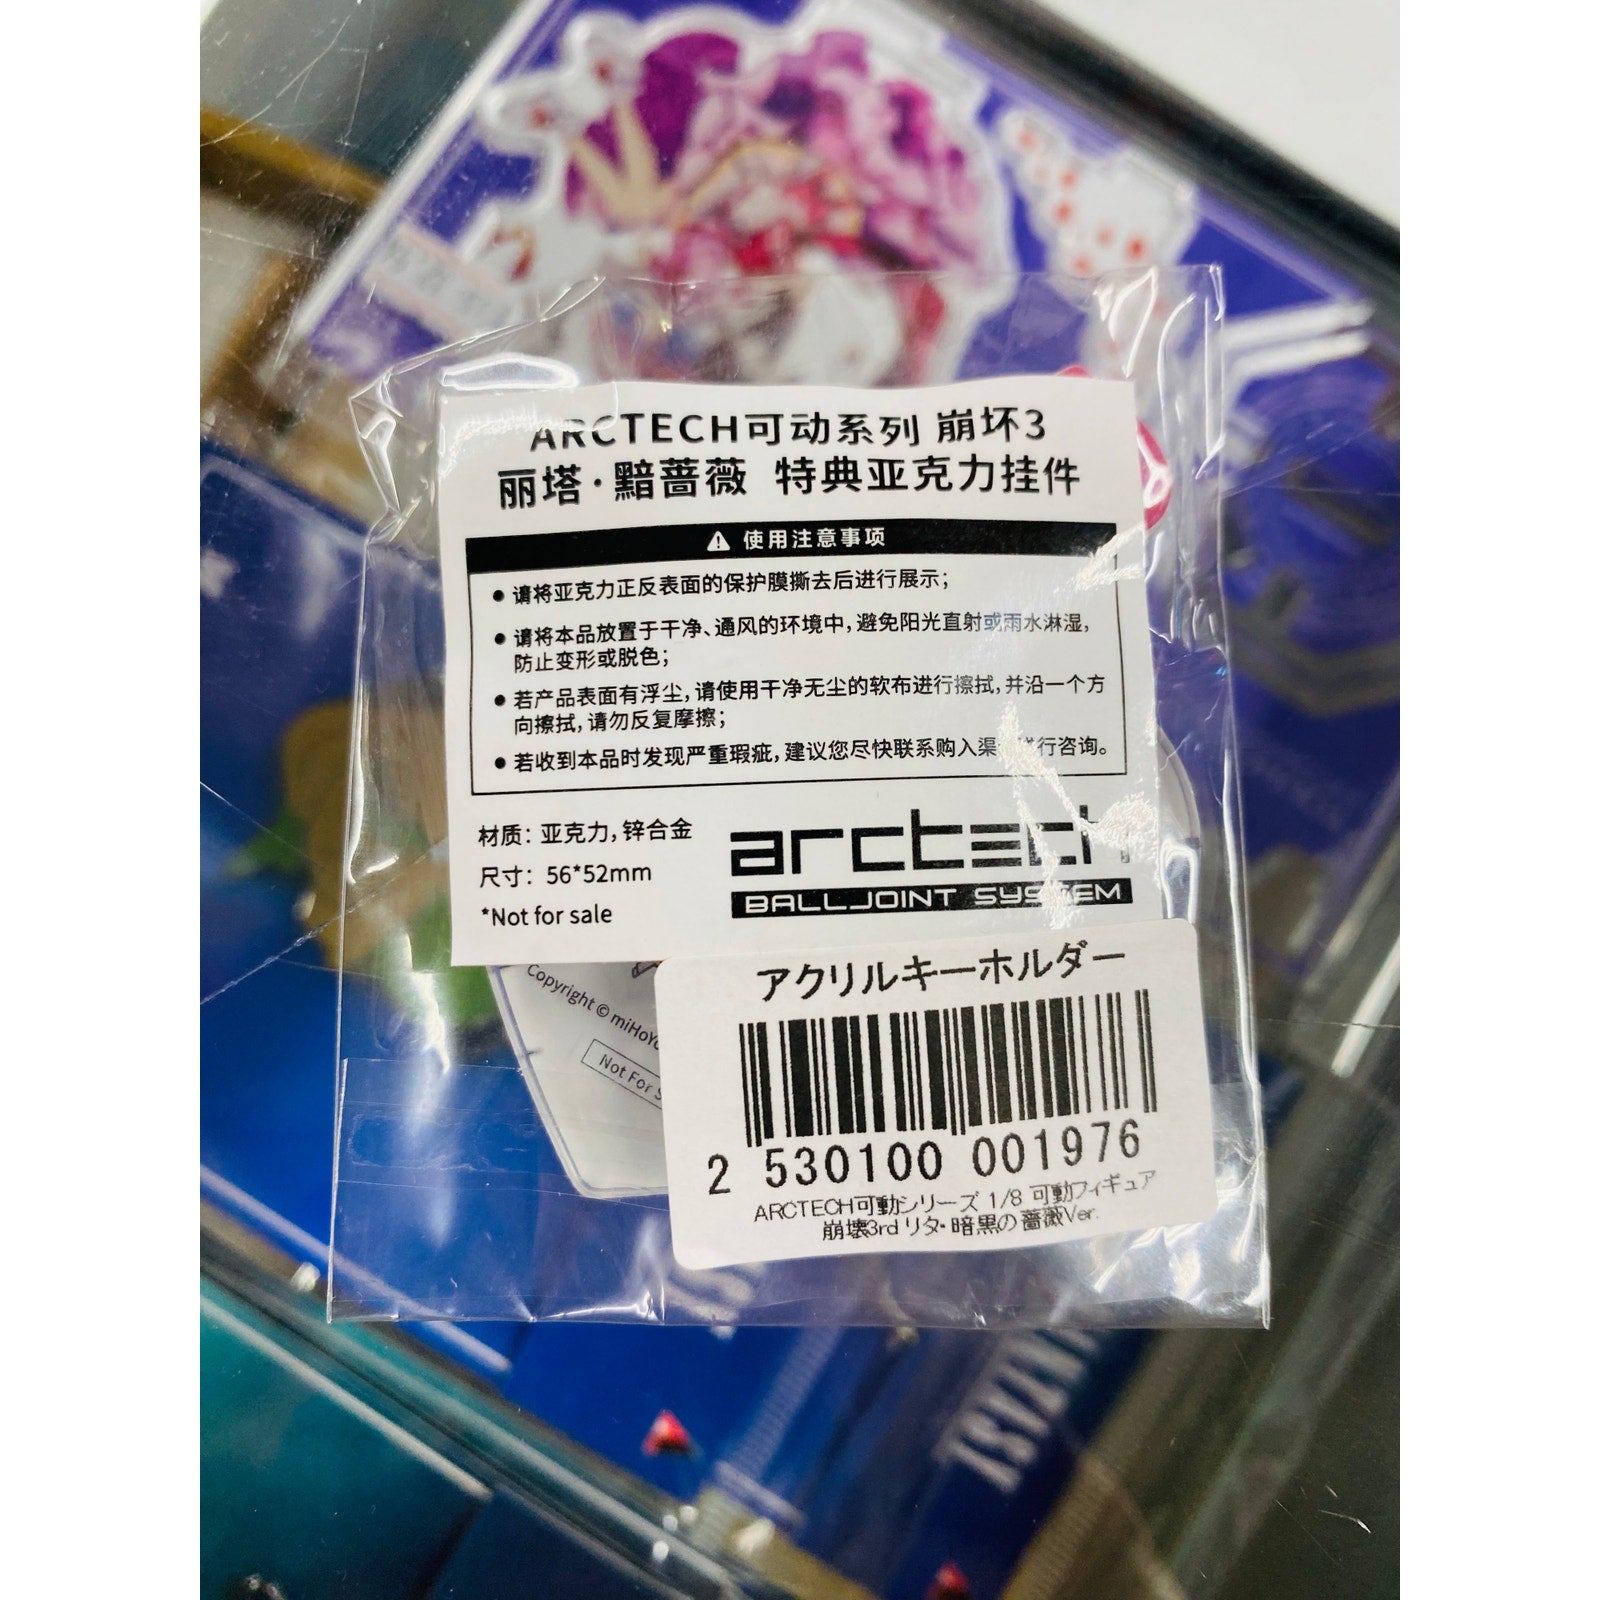 ARCTECH可动系列 崩坏3
丽塔·黯蔷薇 特典亚克力挂件
使用注意事项
● 请将亚克力正反表面的保护膜撕去后进行展示；
● 请将本品放置于干净、通风的环境中，避免阳光直射或雨水淋湿，
防止变形或脱色；
● 若产品表面有浮尘，请使用干净无尘的软布进行擦拭，并沿一个方
向擦拭，请勿反复摩擦；
● 若收到本品时发现严重瑕疵，建议您尽快联系购入渠 进行咨询。
材质：亚克力，锌合金
尺寸：56*52mm
*Not for sale
arctech
BALLJOINT SYSTEM
Copyright © miHoYo
Not For S
アクリルキーホルダー
2 530100 001976
ARCTECH可動シリーズ 1/8 可動フィギュア
崩壊3rd リタ・暗黒の薔薇Ver.